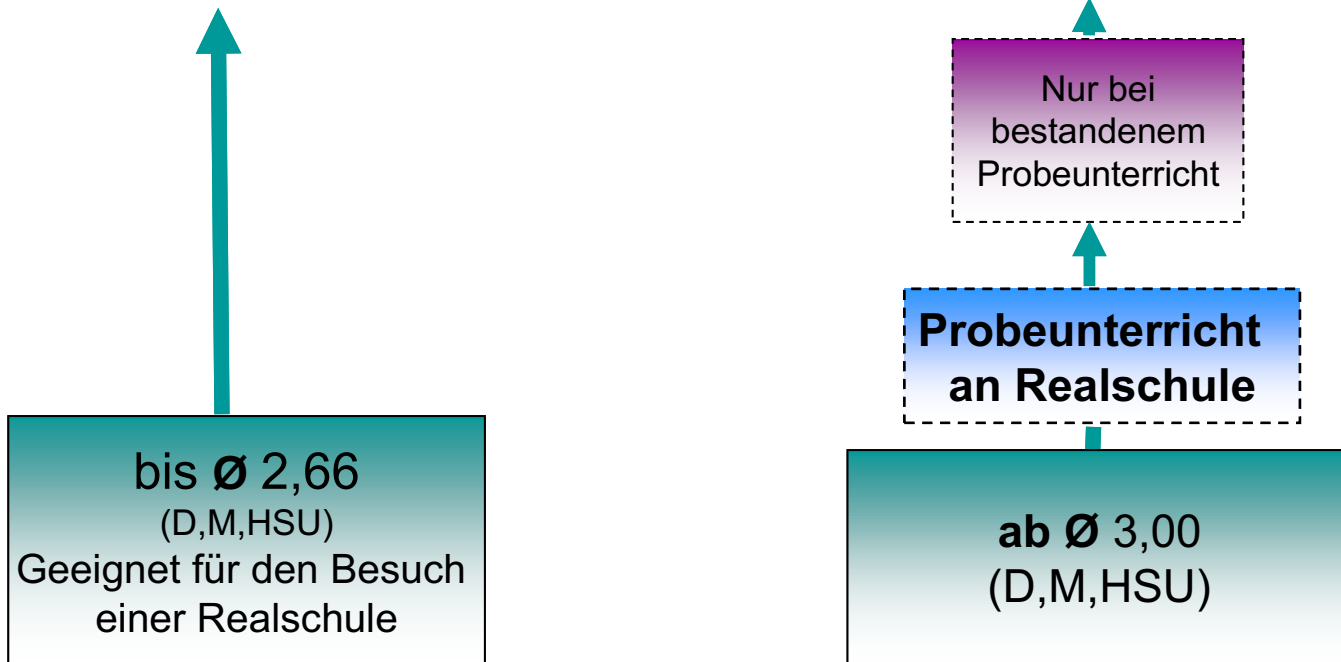 Nur bei
bestandenem
Probeunterricht
Probeunterricht
an Realschule
bis Ø 2,66
(D,M,HSU)
Geeignet für den Besuch
einer Realschule
ab Ø 3,00
(D,M,HSU)